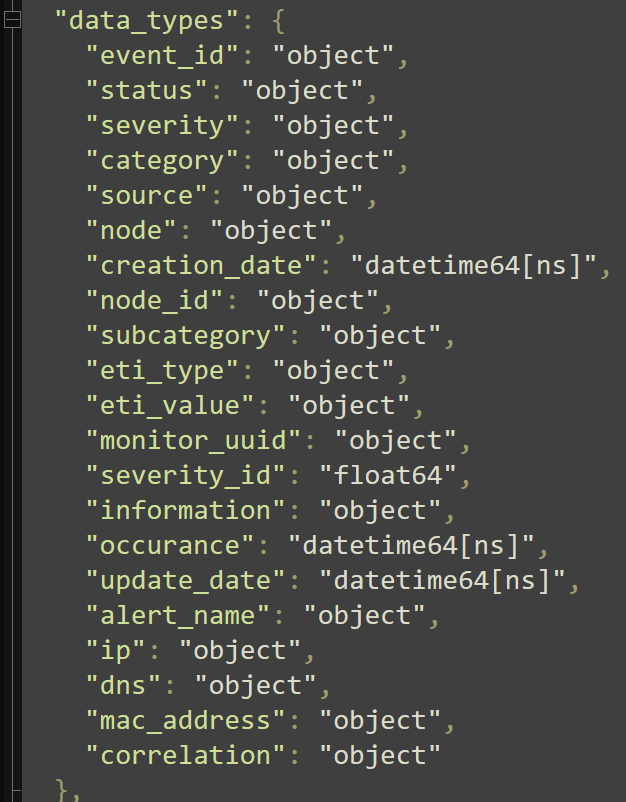 "data_types": {
"event_id": "object",
"status": "object",
"severity": "object",
"category": "object",
"source": "object",
"node": "object",
"creation_date": "datetime64[ns]",
"node_id": "object",
"subcategory": "object",
"eti_type": "object",
"eti_value": "object",
"monitor_uuid": "object",
"severity_id": "float64",
"information": "object",
"occurance": "datetime64[ns]",
"update_date": "datetime64[ns]",
"alert_name": "object",
"ip": "object",
"dns": "object",
"mac_address": "object",
"correlation": "object"
},